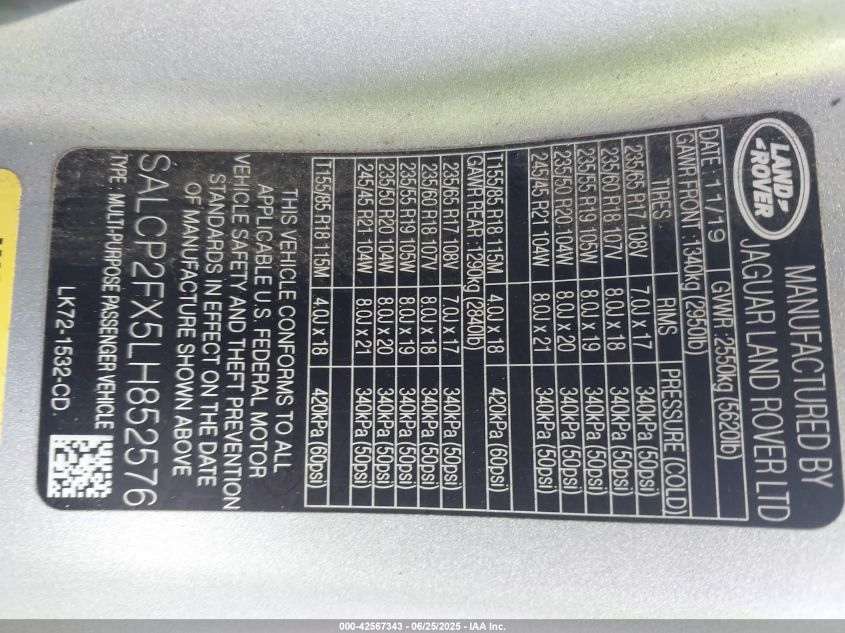 LAND
ROVER
MANUFACTURED BY
JAGUAR LAND ROVER LTD
DATE: 11/19 GVWR: 2550kg (5620lb)
GAWR FRONT: 1340kg (2950lb)
TIRES RIMS PRESSURE (COLD)
235/65 R17 108V 7.0J x 17 340kPa (50psi)
235/60 R18 107V 8.0J x 18 340kPa (50psi)
235/55 R19 105W 8.0J x 19 340kPa (50psi)
235/50 R20 104W 8.0J x 20 340kPa (50psi)
245/45 R21 104W 8.0J x 21 340kPa (50psi)
T155/85 R18 115M 4.0J x 18 420kPa (60psi)
GAWR REAR: 1290kg (2840lb)
235/65 R17 108V 7.0J x 17 340kPa (50psi)
235/60 R18 107V 8.0J x 18 340kPa (50psi)
235/55 R19 105W 8.0J x 19 340kPa (50psi)
235/50 R20 104W 8.0J x 20 340kPa (50psi)
245/45 R21 104W 8.0J x 21 340kPa (50psi)
T155/85 R18 115M 4.0J x 18 420kPa (60psi)
THIS VEHICLE CONFORMS TO ALL
APPLICABLE U.S. FEDERAL MOTOR
VEHICLE SAFETY AND THEFT PREVENTION
STANDARDS IN EFFECT ON THE DATE
OF MANUFACTURE SHOWN ABOVE
SALCP2FX5LH852576
TYPE: MULTI-PURPOSE PASSENGER VEHICLE
LK72-1532-CD
000-42567343 / 06/25/2025 - IAA Inc.